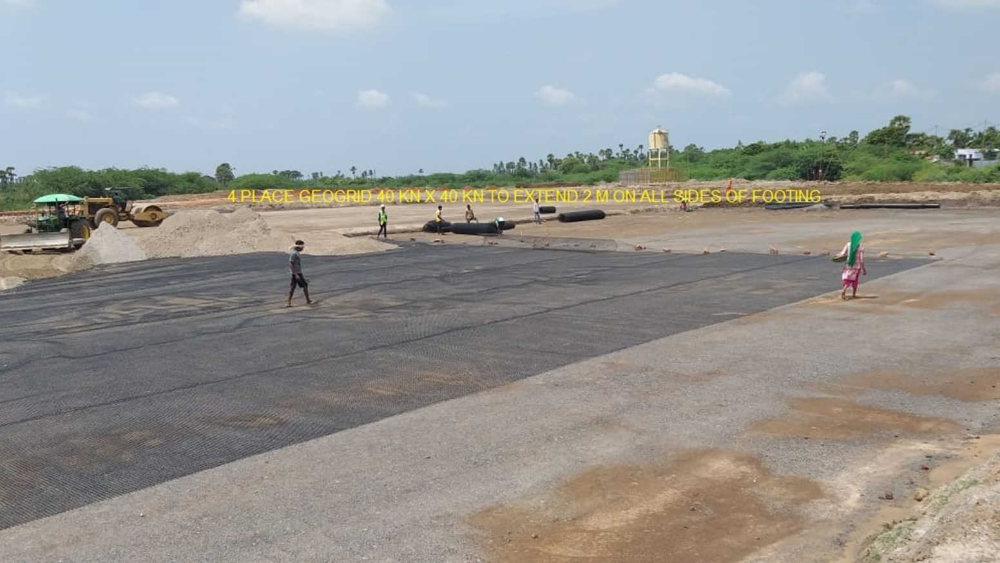 4.PLACE GEOGRID 40 KN X 40 KN TO EXTEND 2 M ON ALL SIDES OF FOOTING.